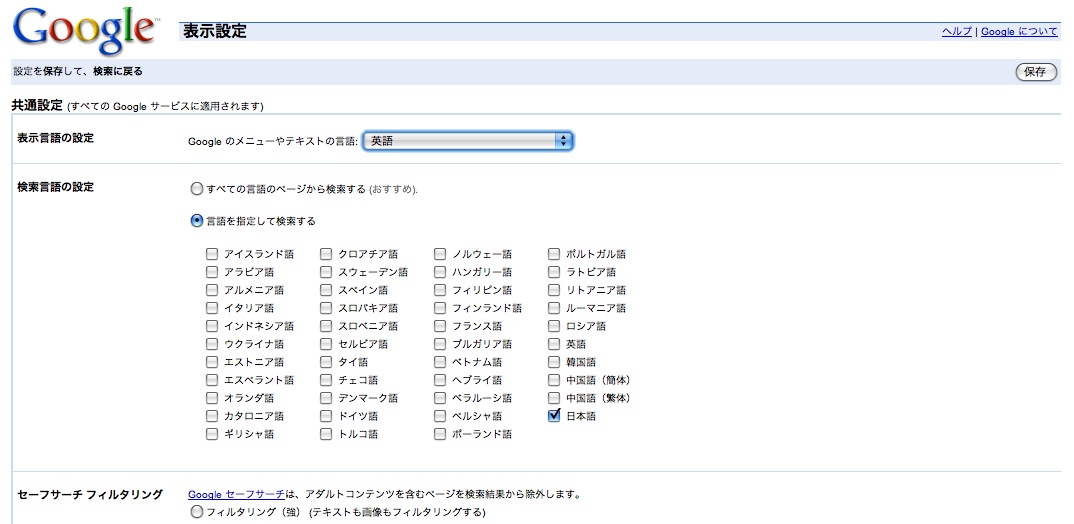 Google™ 表示設定 ヘルプ | Google について
設定を保存して、検索に戻る 保存
共通設定 (すべての Google サービスに適用されます)
表示言語の設定 Google のメニューやテキストの言語: 英語
検索言語の設定 すべての言語のページから検索する (おすすめ).
言語を指定して検索する
アイスランド語 クロアチア語 ノルウェー語 ポルトガル語
アラビア語 スウェーデン語 ハンガリー語 ラトビア語
アルメニア語 スペイン語 フィリピン語 リトアニア語
イタリア語 スロバキア語 フィンランド語 ルーマニア語
インドネシア語 スロベニア語 フランス語 ロシア語
ウクライナ語 セルビア語 ブルガリア語 英語
エストニア語 タイ語 ベトナム語 韓国語
エスペラント語 チェコ語 ヘブライ語 中国語（簡体）
オランダ語 デンマーク語 ベラルーシ語 中国語（繁体）
カタロニア語 ドイツ語 ペルシャ語 日本語
ギリシャ語 トルコ語 ポーランド語
セーフサーチ フィルタリング Google セーフサーチは、アダルトコンテンツを含むページを検索結果から除外します。
フィルタリング（強） (テキストも画像もフィルタリングする)